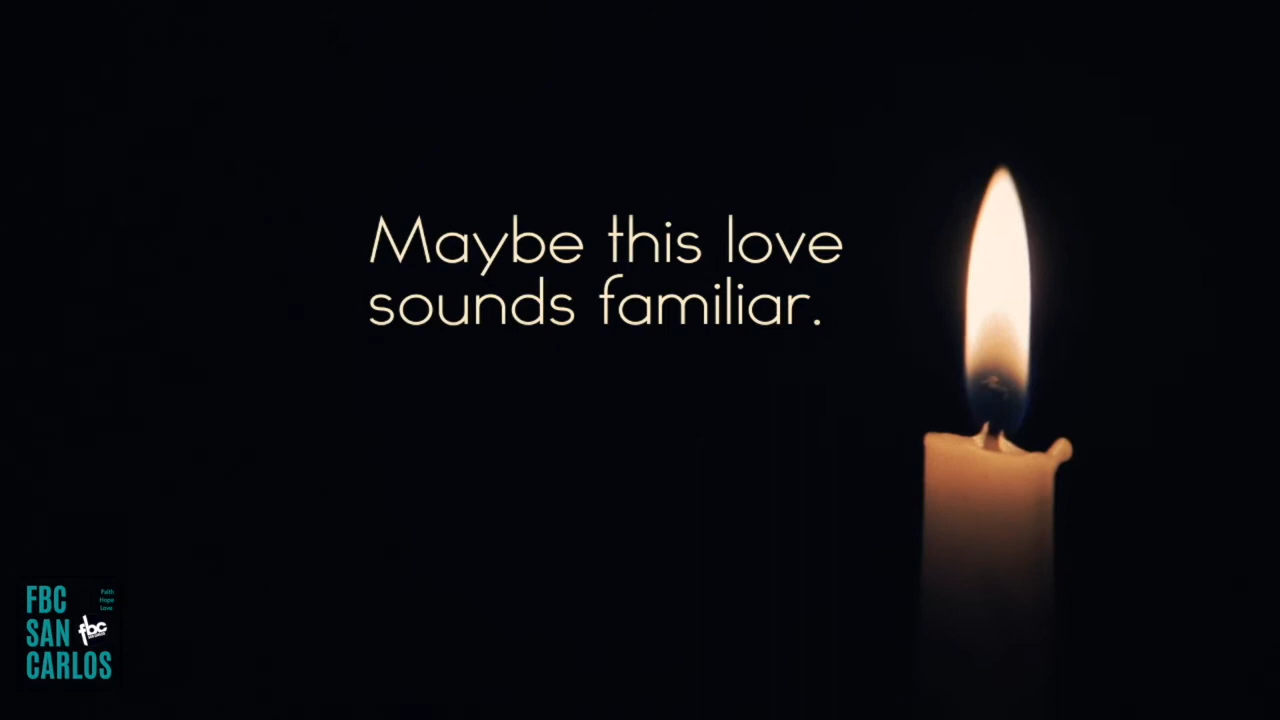 Maybe this love
sounds familiar.
FBC
SAN
CARLOS
Faith
Hope
Love
fbc